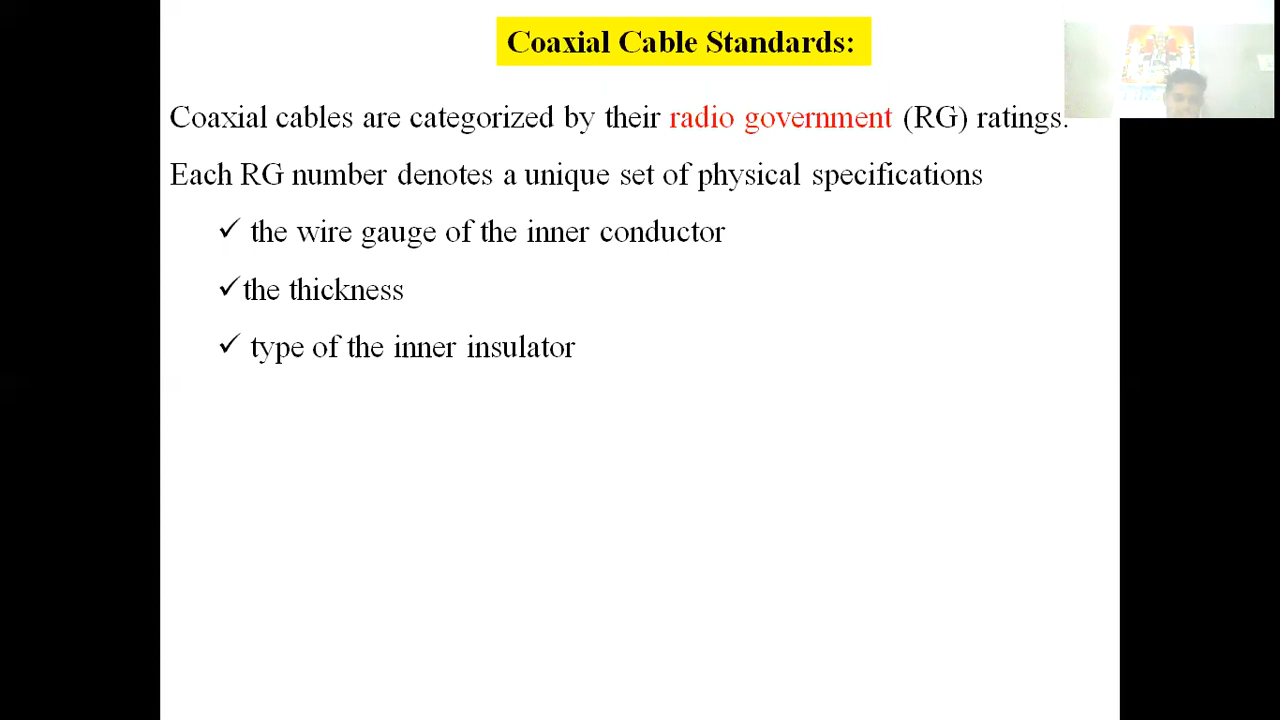 Coaxial Cable Standards:
Coaxial cables are categorized by their radio government (RG) ratings.
Each RG number denotes a unique set of physical specifications
✓ the wire gauge of the inner conductor
✓ the thickness
✓ type of the inner insulator